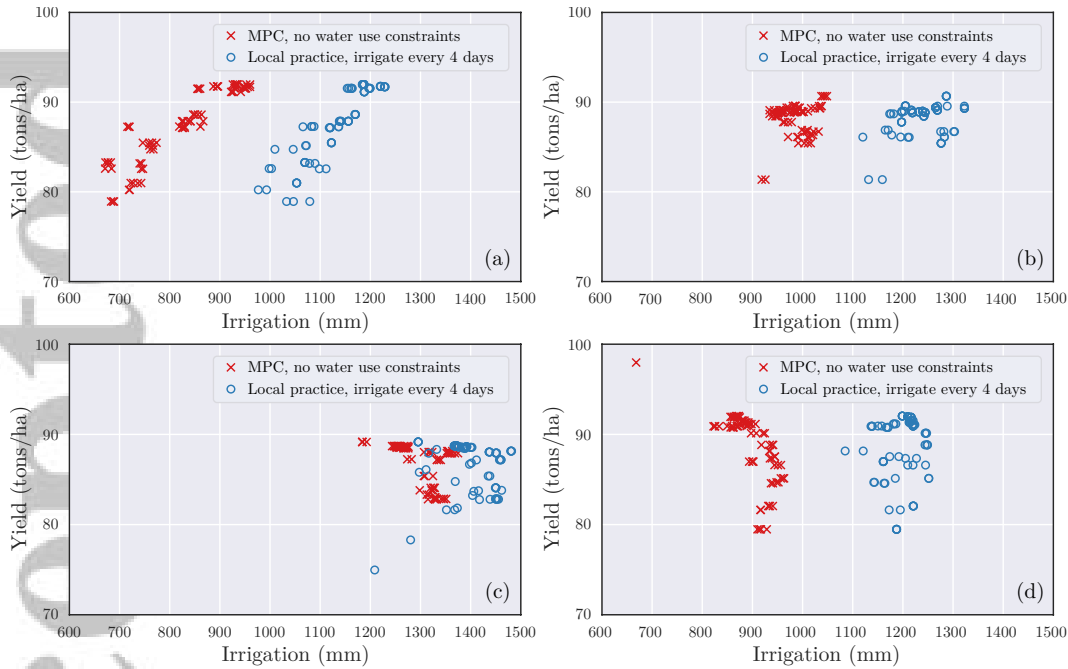 100
MPC, no water use constraints
Local practice, irrigate every 4 days
90
80
70
Yield (tons/ha)
(a)
600 700 800 900 1000 1100 1200 1300 1400 1500
Irrigation (mm)
100
MPC, no water use constraints
Local practice, irrigate every 4 days
90
80
70
Yield (tons/ha)
(b)
600 700 800 900 1000 1100 1200 1300 1400 1500
Irrigation (mm)
100
MPC, no water use constraints
Local practice, irrigate every 4 days
90
80
70
Yield (tons/ha)
(c)
600 700 800 900 1000 1100 1200 1300 1400 1500
Irrigation (mm)
100
MPC, no water use constraints
Local practice, irrigate every 4 days
90
80
70
Yield (tons/ha)
(d)
600 700 800 900 1000 1100 1200 1300 1400 1500
Irrigation (mm)